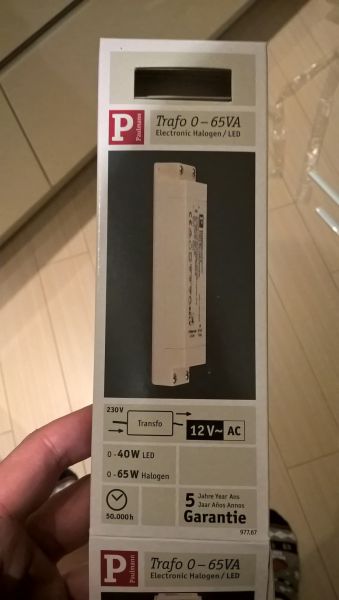 P
Paulmann
Trafo 0 – 65VA
Electronic Halogen / LED
230V
Transfo
12V~ AC
0 - 40W LED
0 - 65W Halogen
50.000h
5 Jahre Year Ans
Jaar Años Annos
Garantie
977.67
P
Paulmann
Trafo 0 – 65VA
Electronic Halogen / LED